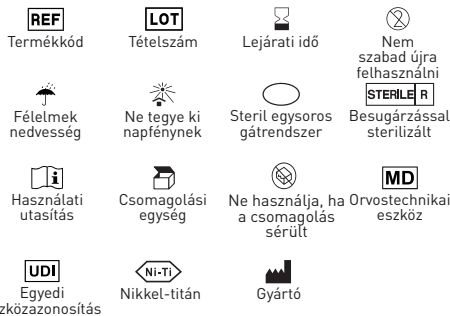 REF
LOT
Termékkód
Tételszám
Lejárati idő
Nem
szabad újra
felhasználni
STERILE R
Félelmek
nedvesség
Ne tegye ki
napfénynek
Steril egysoros
gátrendszer
Besugárzással
sterilizált
MD
Használati
utasítás
Csomagolási
egység
Ne használja, ha
a csomagolás
sérült
Orvostechnikai
eszköz
UDI
Ni-Ti
Egyedi
zközazonosítás
Nikkel-titán
Gyártó